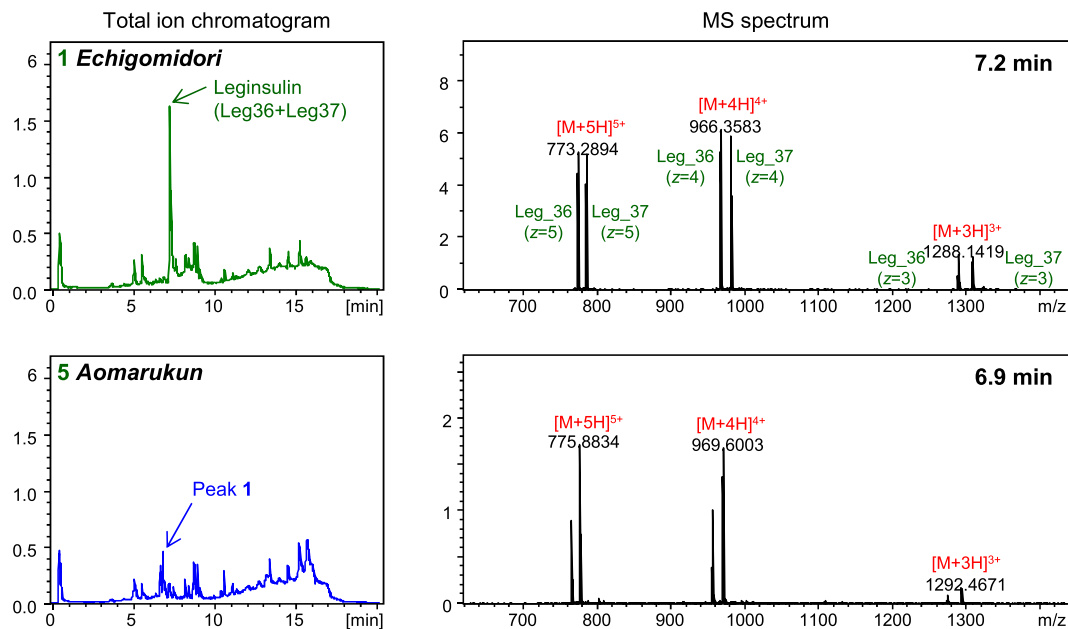 Total ion chromatogram
MS spectrum
1 Echigomidori
Leginsulin
(Leg36+Leg37)
6
1.5
1.0
0.5
0.0
0
5
10
15
[min]
7.2 min
[M+5H]⁵⁺
773.2894
[M+4H]⁴⁺
966.3583
Leg_36
(z=4)
Leg_37
(z=4)
Leg_36
(z=5)
Leg_37
(z=5)
[M+3H]³⁺
1288.1419
Leg_36
(z=3)
Leg_37
(z=3)
8
6
4
2
0
700
800
900
1000
1100
1200
1300
m/z
5 Aomarukun
Peak 1
6
1.5
1.0
0.5
0.0
0
5
10
15
[min]
6.9 min
[M+5H]⁵⁺
775.8834
[M+4H]⁴⁺
969.6003
[M+3H]³⁺
1292.4671
2
1
0
700
800
900
1000
1100
1200
1300
m/z